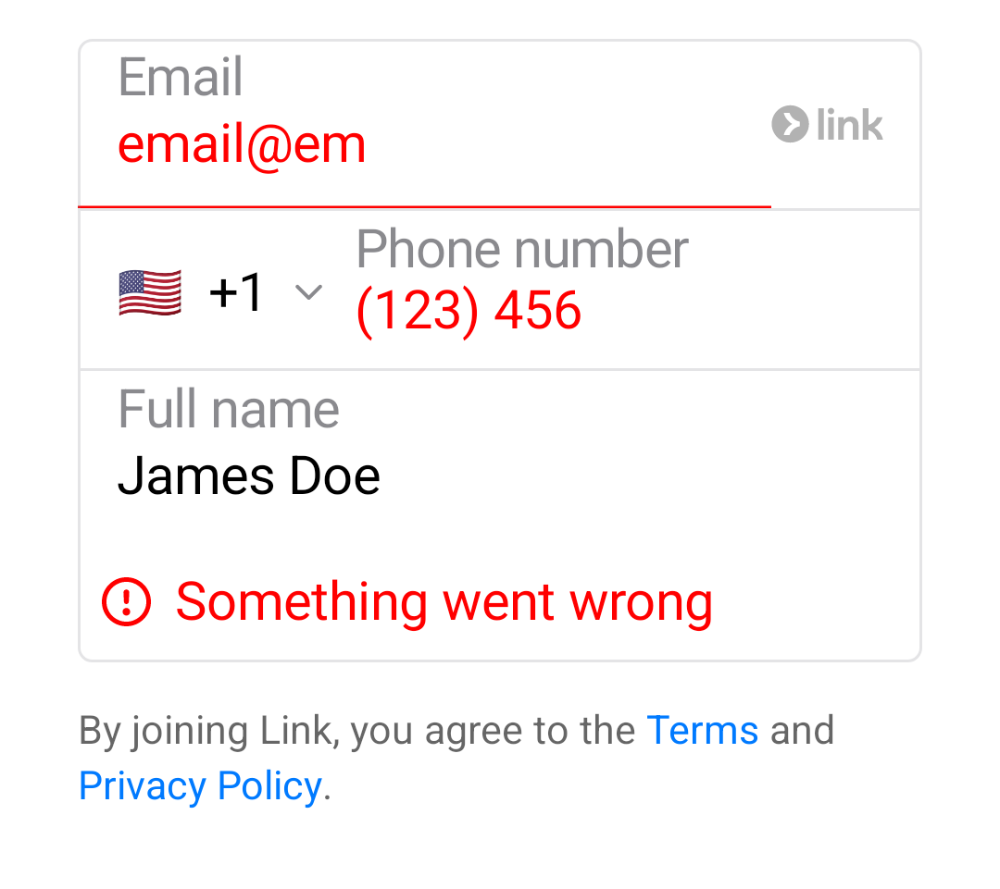 Email
email@em
link
+1
Phone number
(123) 456
Full name
James Doe
Something went wrong
By joining Link, you agree to the Terms and
Privacy Policy.